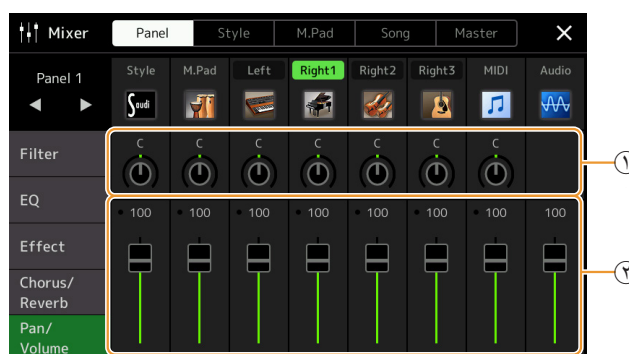 Mixer
Panel Style M.Pad Song Master
Panel 1
Style M.Pad Left Right1 Right2 Right3 MIDI Audio
Saudi
Filter
C C C C C C C
١
EQ
100 100 100 100 100 100 100 100
Effect
٢
Chorus/
Reverb
Pan/
Volume